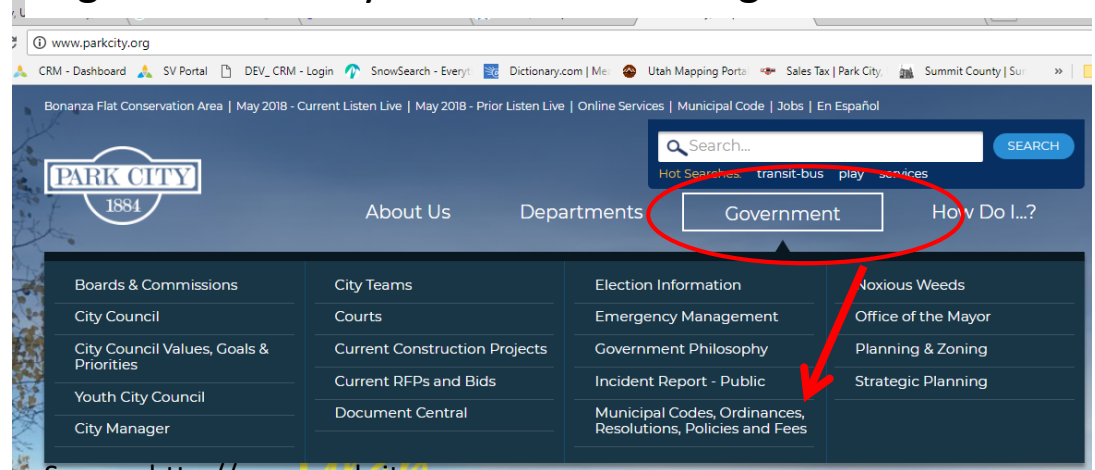 www.parkcity.org
CRM - Dashboard SV Portal DEV_ CRM - Login SnowSearch - Everyt Dictionary.com | Me Utah Mapping Porta Sales Tax | Park City, Summit County | Su »
Bonanza Flat Conservation Area | May 2018 - Current Listen Live | May 2018 - Prior Listen Live | Online Services | Municipal Code | Jobs | En Español
Search... SEARCH
Hot Searches: transit-bus play services
PARK CITY
1884
About Us Departments Government How Do I...?
Boards & Commissions City Teams Election Information Noxious Weeds
City Council Courts Emergency Management Office of the Mayor
City Council Values, Goals & Current Construction Projects Government Philosophy Planning & Zoning
Priorities
Current RFPs and Bids Incident Report - Public Strategic Planning
Youth City Council
Document Central Municipal Codes, Ordinances,
City Manager Resolutions, Policies and Fees